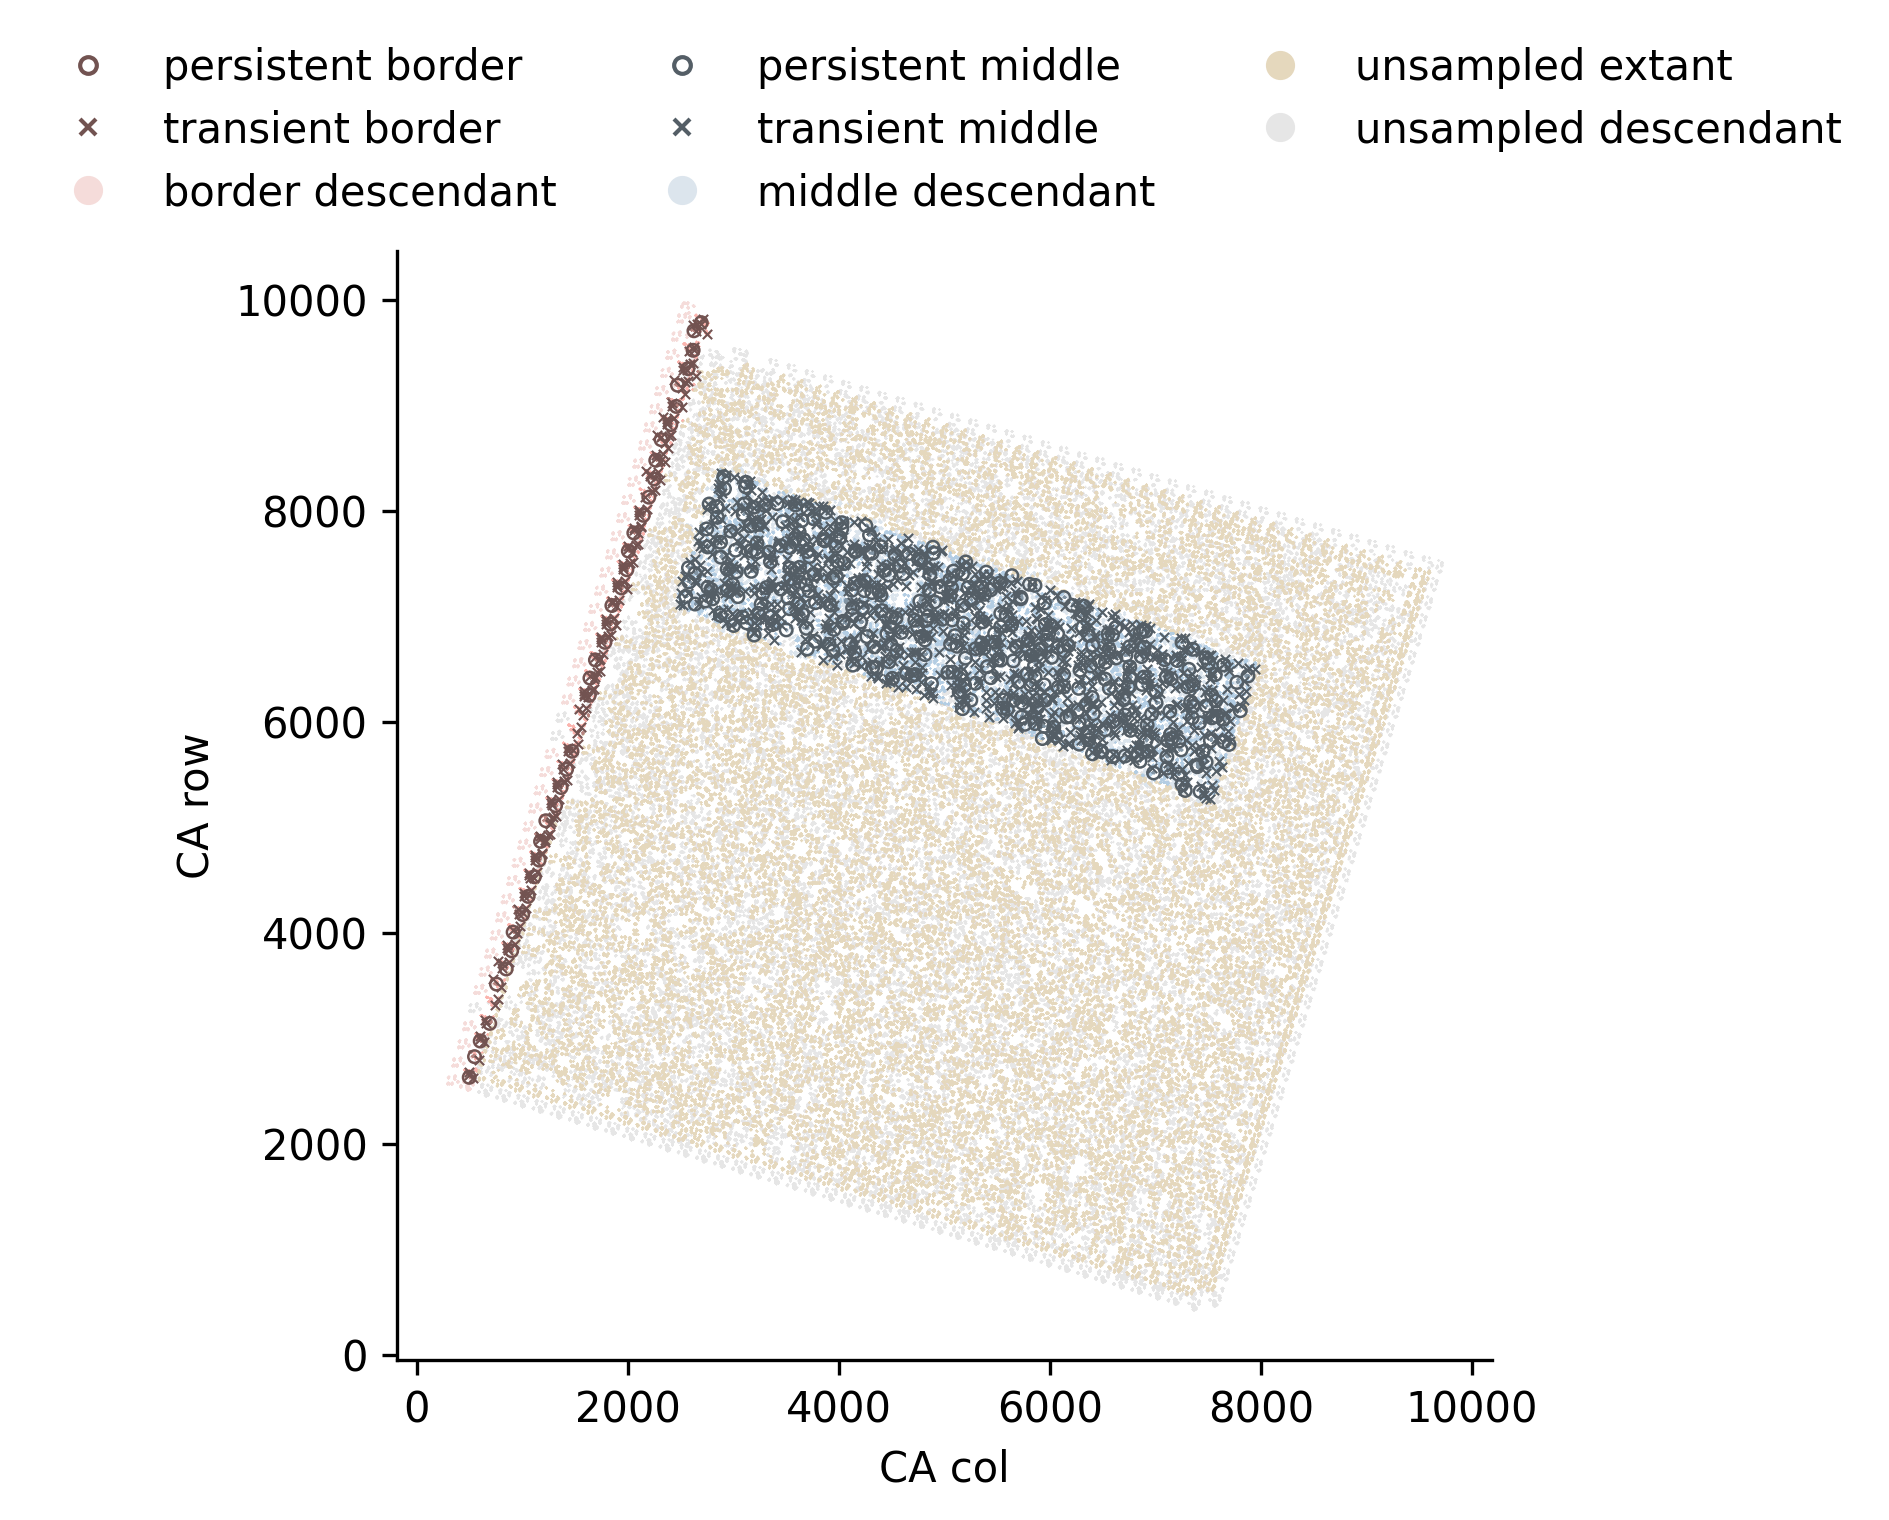 persistent border
transient border
border descendant
persistent middle
transient middle
middle descendant
unsampled extant
unsampled descendant
10000
8000
6000
4000
2000
0
CA row
0 2000 4000 6000 8000 10000
CA col